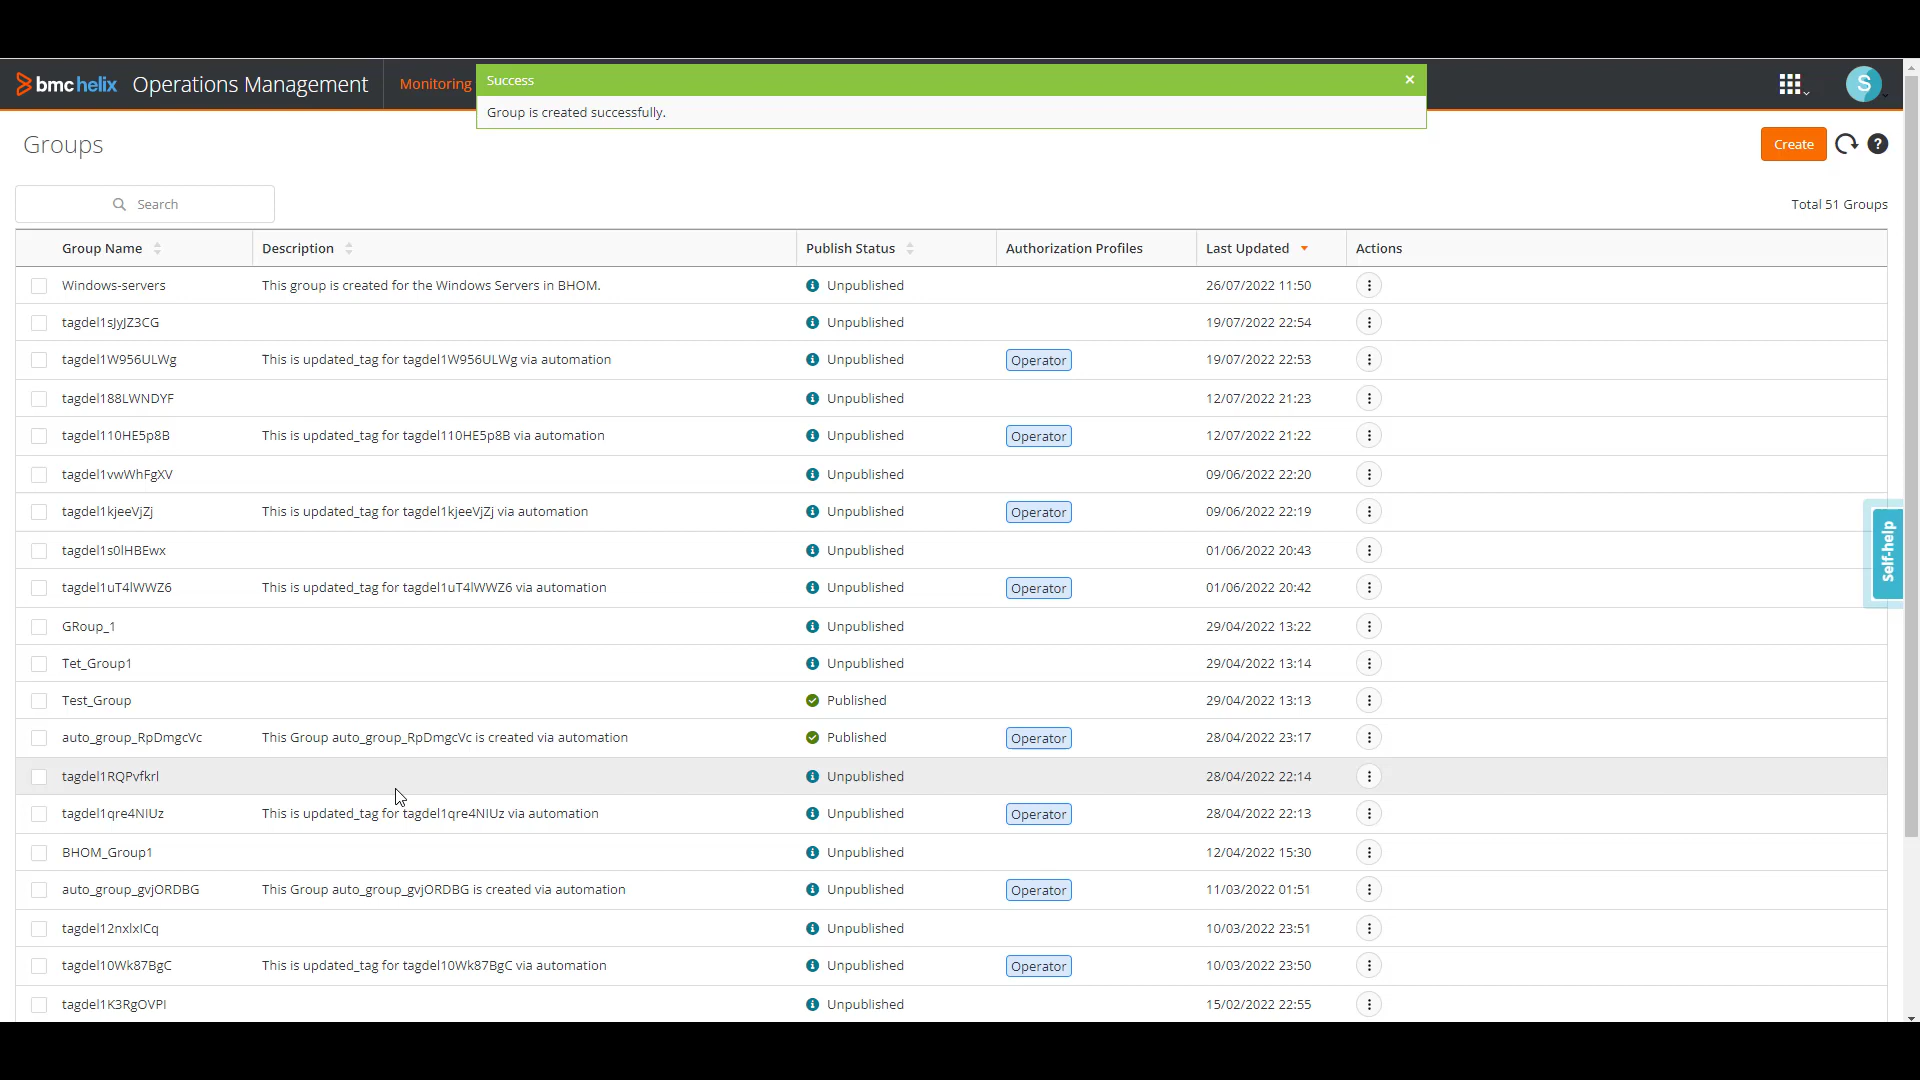 bmc helix Operations Management Monitoring
Success
Group is created successfully.
S
Groups
Create
Search
Total 51 Groups
Group Name Description Publish Status Authorization Profiles Last Updated Actions
Windows-servers This group is created for the Windows Servers in BHOM. Unpublished 26/07/2022 11:50
tagdel1sJyJZ3CG Unpublished 19/07/2022 22:54
tagdel1W956ULWg This is updated_tag for tagdel1W956ULWg via automation Unpublished Operator 19/07/2022 22:53
tagdel188LWNDYF Unpublished 12/07/2022 21:23
tagdel110HE5p8B This is updated_tag for tagdel110HE5p8B via automation Unpublished Operator 12/07/2022 21:22
tagdel1vwWhFgXV Unpublished 09/06/2022 22:20
tagdel1kjeeVjZj This is updated_tag for tagdel1kjeeVjZj via automation Unpublished Operator 09/06/2022 22:19
tagdel1s0lHBEwx Unpublished 01/06/2022 20:43
tagdel1uT4lWWZ6 This is updated_tag for tagdel1uT4lWWZ6 via automation Unpublished Operator 01/06/2022 20:42
GRoup_1 Unpublished 29/04/2022 13:22
Tet_Group1 Unpublished 29/04/2022 13:14
Test_Group Published 29/04/2022 13:13
auto_group_RpDmgcVc This Group auto_group_RpDmgcVc is created via automation Published Operator 28/04/2022 23:17
tagdel1RQPvfkrl Unpublished 28/04/2022 22:14
tagdel1qre4NIUz This is updated_tag for tagdel1qre4NIUz via automation Unpublished Operator 28/04/2022 22:13
BHOM_Group1 Unpublished 12/04/2022 15:30
auto_group_gvjORDBG This Group auto_group_gvjORDBG is created via automation Unpublished Operator 11/03/2022 01:51
tagdel12nxlxICq Unpublished 10/03/2022 23:51
tagdel10Wk87BgC This is updated_tag for tagdel10Wk87BgC via automation Unpublished Operator 10/03/2022 23:50
tagdel1K3RgOVPI Unpublished 15/02/2022 22:55
Self-help